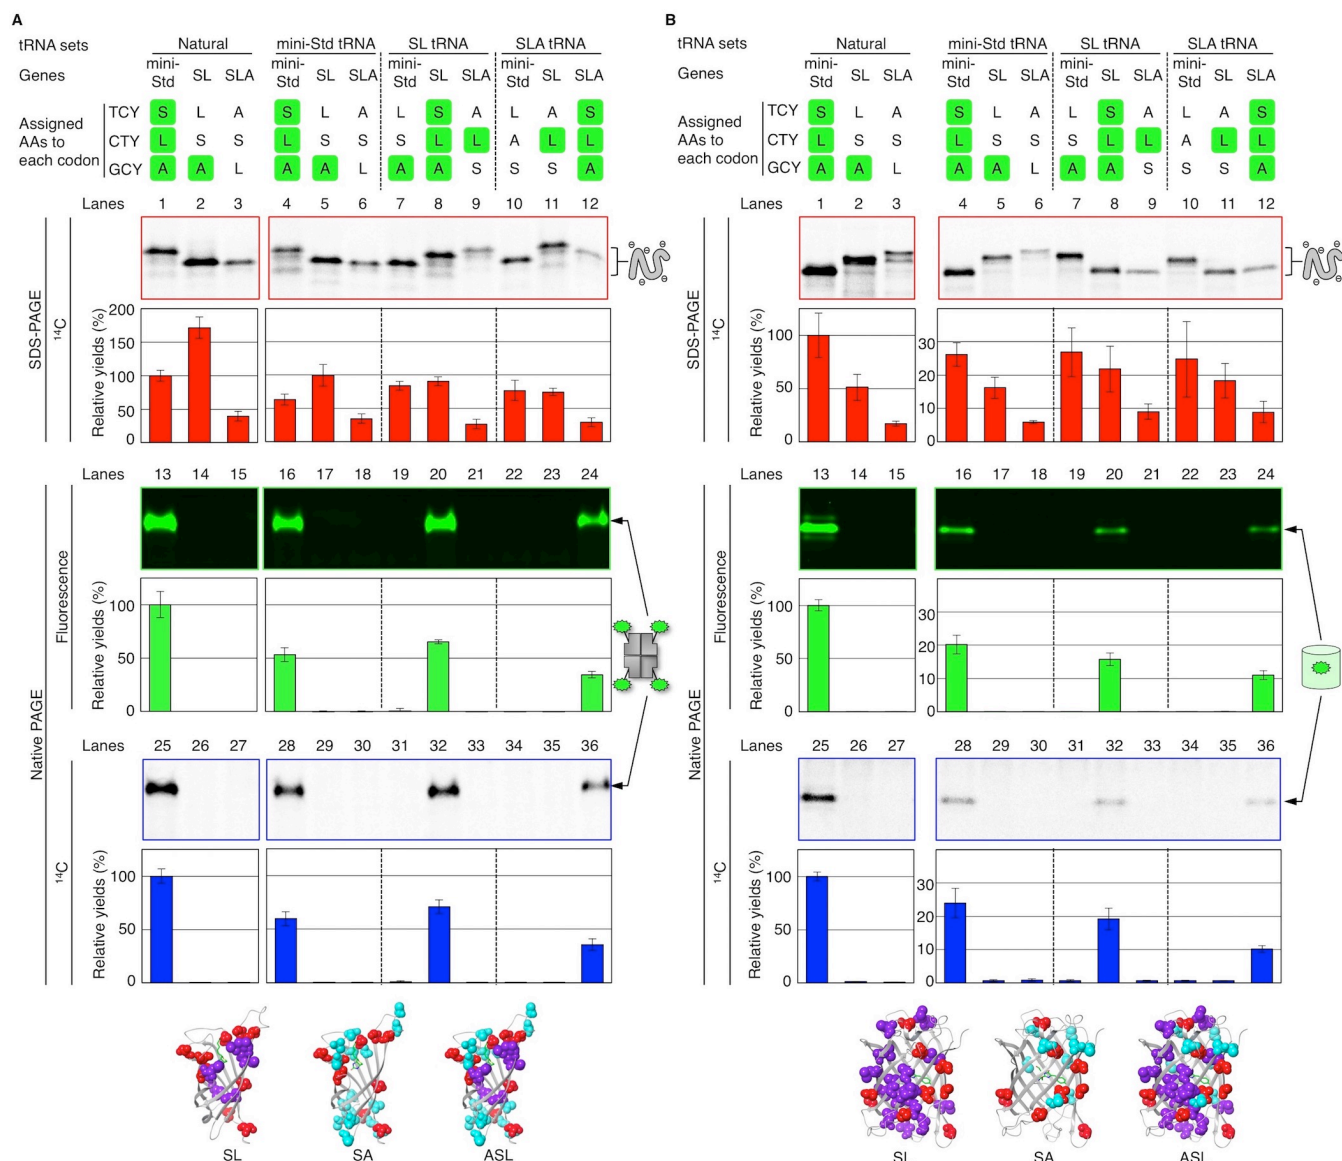 A
tRNA sets Natural mini-Std tRNA SL tRNA SLA tRNA
Genes mini-Std SL SLA mini-Std SL SLA mini-Std SL SLA mini-Std SL SLA
Assigned AAs to each codon
TCY S L A S L A L S A L A S
CTY L S S L S S S L L A L L
GCY A A L A A L A A S S S A
Lanes 1 2 3 4 5 6 7 8 9 10 11 12
SDS-PAGE
14C
Relative yields (%)
200
150
100
50
0
Lanes 13 14 15 16 17 18 19 20 21 22 23 24
Native PAGE
Fluorescence
Relative yields (%)
100
50
0
Lanes 25 26 27 28 29 30 31 32 33 34 35 36
14C
Relative yields (%)
100
50
0
SL SA ASL
B
tRNA sets Natural mini-Std tRNA SL tRNA SLA tRNA
Genes mini-Std SL SLA mini-Std SL SLA mini-Std SL SLA mini-Std SL SLA
Assigned AAs to each codon
TCY S L A S L A L S A L A S
CTY L S S L S S S L L A L L
GCY A A L A A L A A S S S A
Lanes 1 2 3 4 5 6 7 8 9 10 11 12
SDS-PAGE
14C
Relative yields (%)
100
50
0
30
20
10
0
Lanes 13 14 15 16 17 18 19 20 21 22 23 24
Native PAGE
Fluorescence
Relative yields (%)
100
50
0
30
20
10
0
Lanes 25 26 27 28 29 30 31 32 33 34 35 36
14C
Relative yields (%)
100
50
0
30
20
10
0
SL SA ASL